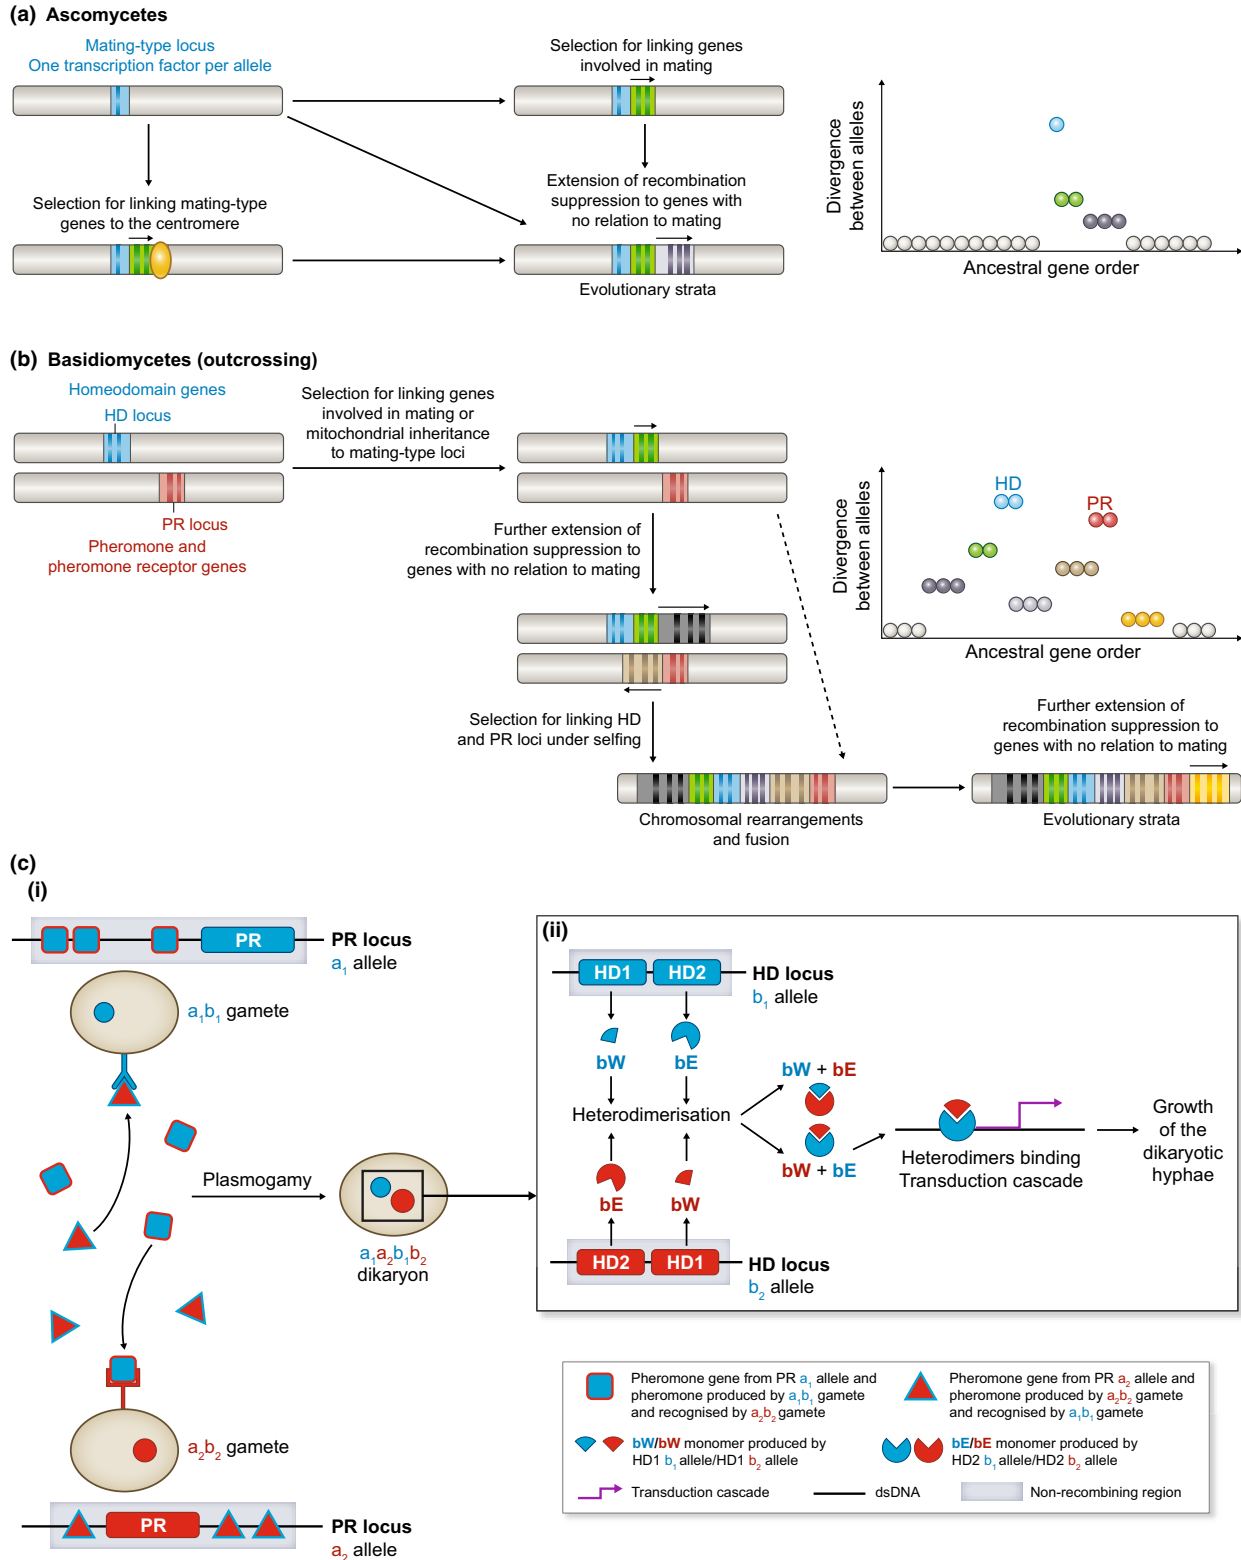 (a) Ascomycetes
Mating-type locus
One transcription factor per allele
Selection for linking genes
involved in mating
Selection for linking mating-type
genes to the centromere
Extension of recombination
suppression to genes with
no relation to mating
Evolutionary strata
Divergence
between alleles
Ancestral gene order
(b) Basidiomycetes (outcrossing)
Homeodomain genes
HD locus
PR locus
Pheromone and
pheromone receptor genes
Selection for linking genes
involved in mating or
mitochondrial inheritance
to mating-type loci
Further extension of
recombination suppression to
genes with no relation to mating
Selection for linking HD
and PR loci under selfing
Chromosomal rearrangements
and fusion
Divergence
between alleles
HD
PR
Ancestral gene order
Further extension of
recombination suppression to
genes with no relation to mating
Evolutionary strata
(c)
(i)
PR
PR locus
a1 allele
a1b1 gamete
Plasmogamy
a1a2b1b2
dikaryon
a2b2 gamete
PR
PR locus
a2 allele
(ii)
HD1 HD2
HD locus
b1 allele
bW bE
Heterodimerisation
bE bW
HD2 HD1
HD locus
b2 allele
bW + bE
bW + bE
Heterodimers binding
Transduction cascade
Growth
of the
dikaryotic
hyphae
Pheromone gene from PR a1 allele and
pheromone produced by a1b1 gamete
and recognised by a2b2 gamete
Pheromone gene from PR a2 allele and
pheromone produced by a2b2 gamete
and recognised by a1b1 gamete
bW/bW monomer produced by
HD1 b1 allele/HD1 b2 allele
bE/bE monomer produced by
HD2 b1 allele/HD2 b2 allele
Transduction cascade
dsDNA
Non-recombining region